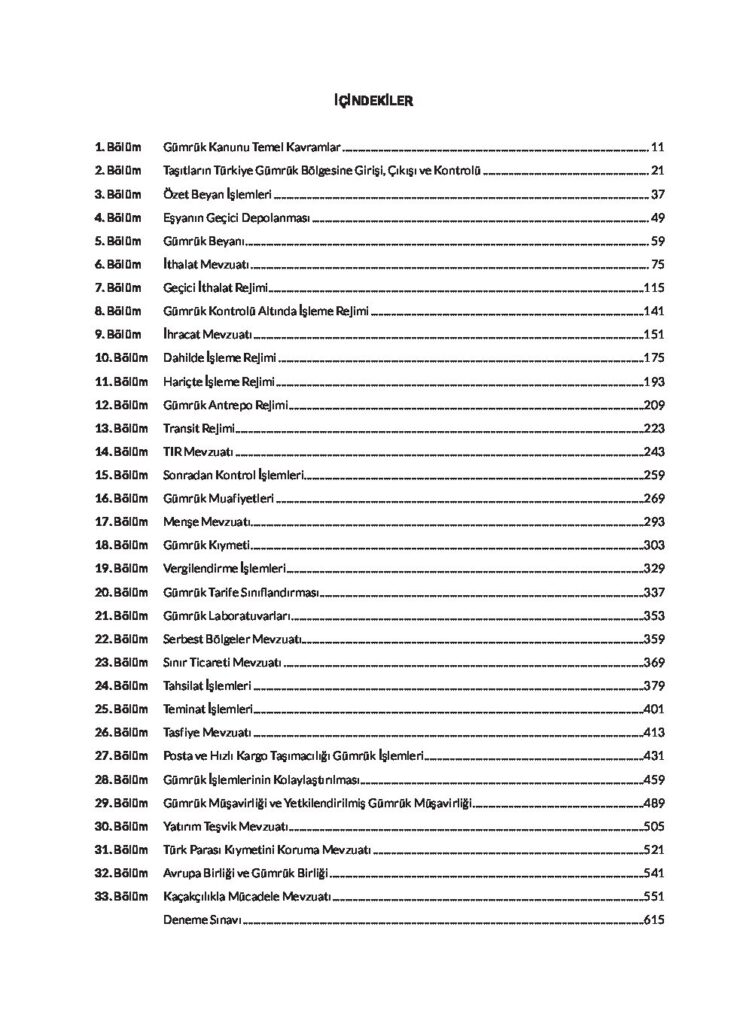 İÇİNDEKİLER
1. Bölüm Gümrük Kanunu Temel Kavramlar 11
2. Bölüm Taşıtların Türkiye Gümrük Bölgesine Girişi, Çıkışı ve Kontrolü 21
3. Bölüm Özet Beyan İşlemleri 37
4. Bölüm Eşyanın Geçici Depolanması 49
5. Bölüm Gümrük Beyanı 59
6. Bölüm İthalat Mevzuatı 75
7. Bölüm Geçici İthalat Rejimi 115
8. Bölüm Gümrük Kontrolü Altında İşleme Rejimi 141
9. Bölüm İhracat Mevzuatı 151
10. Bölüm Dahilde İşleme Rejimi 175
11. Bölüm Hariçte İşleme Rejimi 193
12. Bölüm Gümrük Antrepo Rejimi 209
13. Bölüm Transit Rejimi 223
14. Bölüm TIR Mevzuatı 243
15. Bölüm Sonradan Kontrol İşlemleri 259
16. Bölüm Gümrük Muafiyetleri 269
17. Bölüm Menşe Mevzuatı 293
18. Bölüm Gümrük Kıymeti 303
19. Bölüm Vergilendirme İşlemleri 329
20. Bölüm Gümrük Tarife Sınıflandırması 337
21. Bölüm Gümrük Laboratuvarları 353
22. Bölüm Serbest Bölgeler Mevzuatı 359
23. Bölüm Sınır Ticareti Mevzuatı 369
24. Bölüm Tahsilat İşlemleri 379
25. Bölüm Teminat İşlemleri 401
26. Bölüm Tasfiye Mevzuatı 413
27. Bölüm Posta ve Hızlı Kargo Taşımacılığı Gümrük İşlemleri 431
28. Bölüm Gümrük İşlemlerinin Kolaylaştırılması 459
29. Bölüm Gümrük Müşavirliği ve Yetkilendirilmiş Gümrük Müşavirliği 489
30. Bölüm Yatırım Teşvik Mevzuatı 505
31. Bölüm Türk Parası Kıymetini Koruma Mevzuatı 521
32. Bölüm Avrupa Birliği ve Gümrük Birliği 541
33. Bölüm Kaçakçılıkla Mücadele Mevzuatı 551
Deneme Sınavı 615